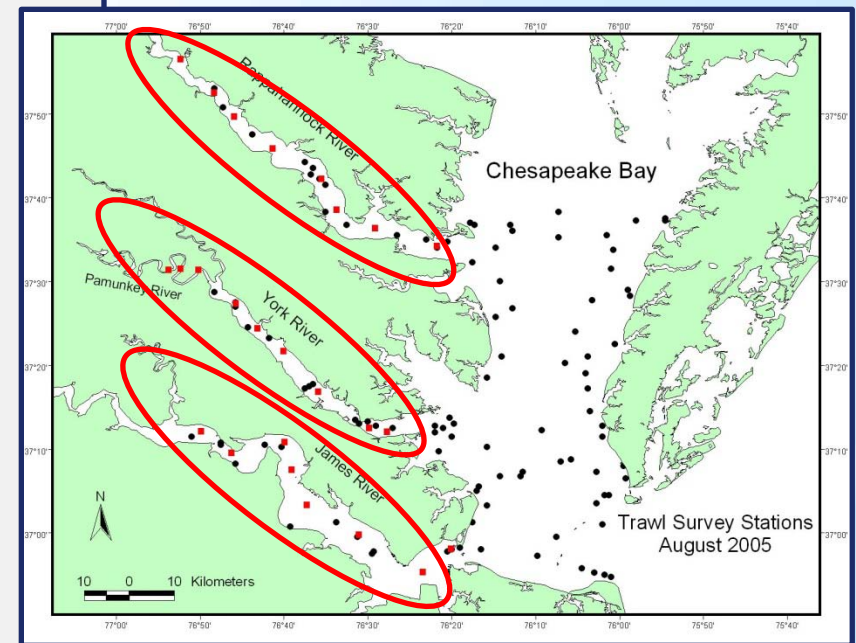 77°00' 76°50' 76°40' 76°30' 76°20' 76°10' 76°00' 75°50' 75°40'
37°50' 37°50'
37°40' 37°40'
37°30' 37°30'
37°20' 37°20'
37°10' 37°10'
37°00' 37°00'
Rappahannock River
Chesapeake Bay
Pamunkey River
York River
James River
N
Trawl Survey Stations
August 2005
10 0 10 Kilometers
77°00' 76°50' 76°40' 76°30' 76°20' 76°10' 76°00' 75°50' 75°40'